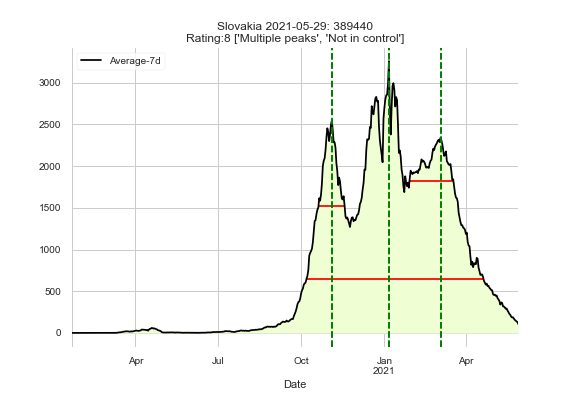 Slovakia 2021-05-29: 389440
Rating:8 ['Multiple peaks', 'Not in control']
Average-7d
3000
2500
2000
1500
1000
500
0
Apr Jul Oct Jan Apr
2021
Date